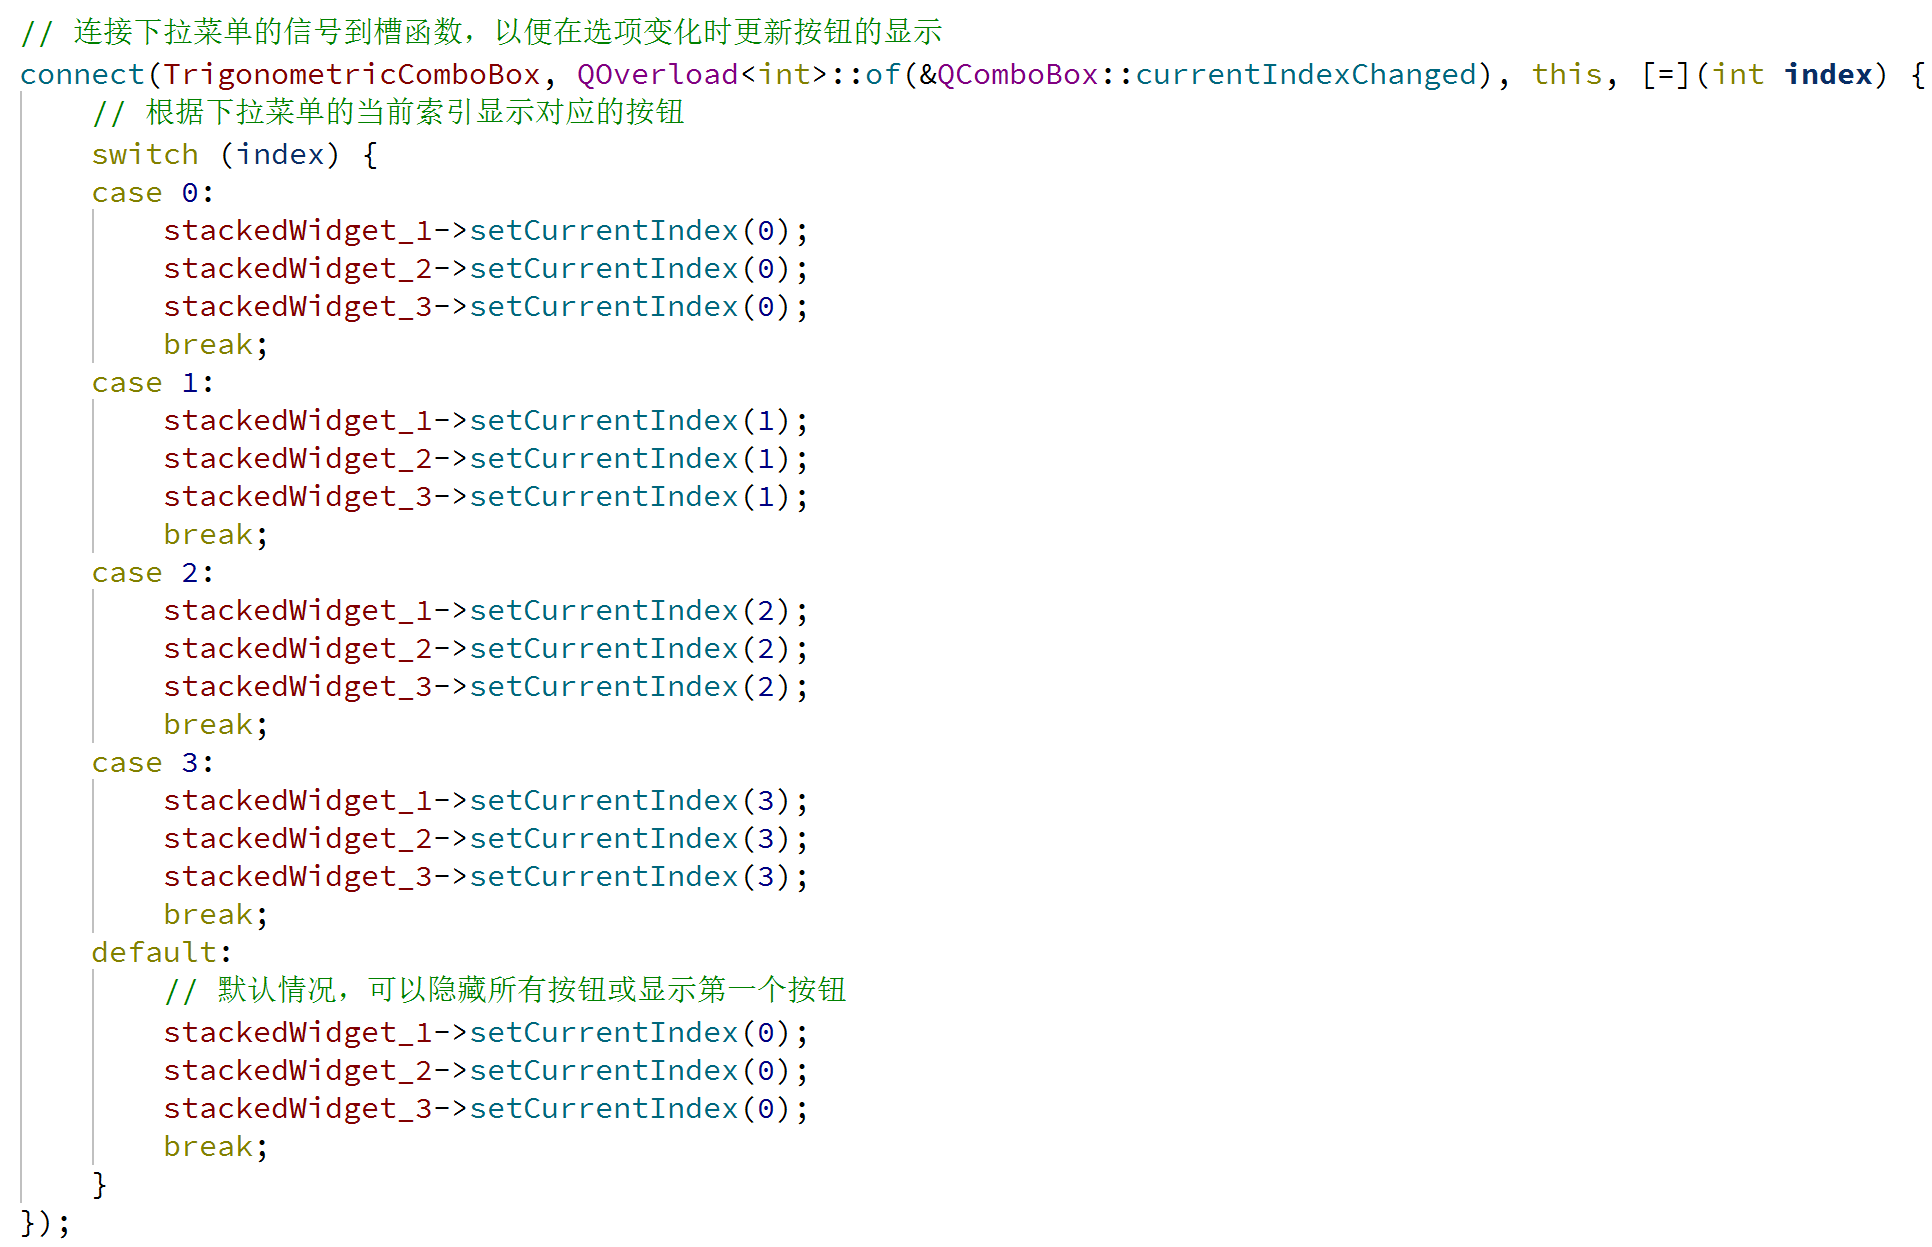 // 连接下拉菜单的信号到槽函数，以便在选项变化时更新按钮的显示
connect(TrigonometricComboBox, QOverload<int>::of(&QComboBox::currentIndexChanged), this, [=](int index) {
    // 根据下拉菜单的当前索引显示对应的按钮
    switch (index) {
    case 0:
        stackedWidget_1->setCurrentIndex(0);
        stackedWidget_2->setCurrentIndex(0);
        stackedWidget_3->setCurrentIndex(0);
        break;
    case 1:
        stackedWidget_1->setCurrentIndex(1);
        stackedWidget_2->setCurrentIndex(1);
        stackedWidget_3->setCurrentIndex(1);
        break;
    case 2:
        stackedWidget_1->setCurrentIndex(2);
        stackedWidget_2->setCurrentIndex(2);
        stackedWidget_3->setCurrentIndex(2);
        break;
    case 3:
        stackedWidget_1->setCurrentIndex(3);
        stackedWidget_2->setCurrentIndex(3);
        stackedWidget_3->setCurrentIndex(3);
        break;
    default:
        // 默认情况，可以隐藏所有按钮或显示第一个按钮
        stackedWidget_1->setCurrentIndex(0);
        stackedWidget_2->setCurrentIndex(0);
        stackedWidget_3->setCurrentIndex(0);
        break;
    }
});